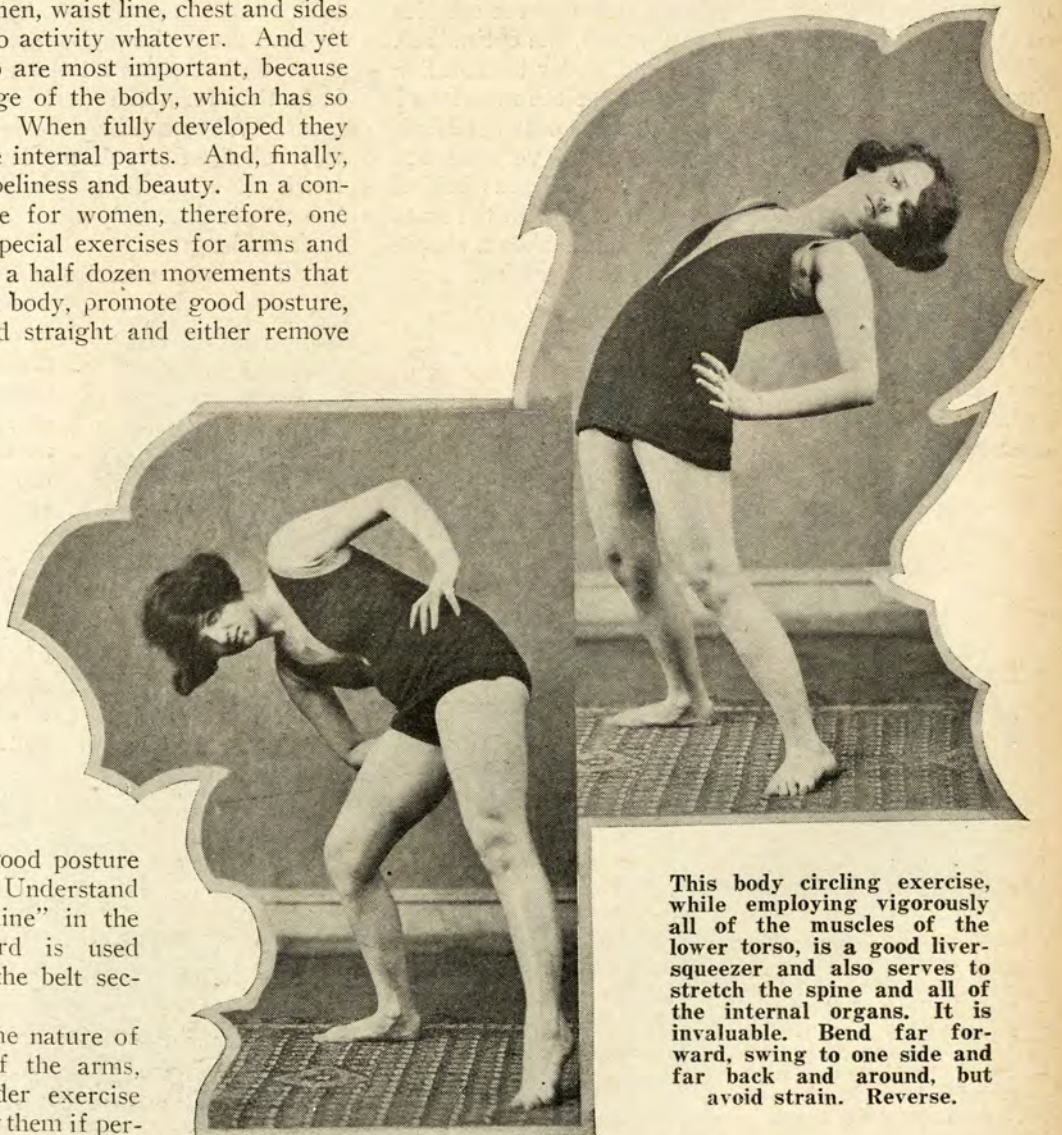 men, waist line, chest and sides
o activity whatever. And yet
o are most important, because
ge of the body, which has so
When fully developed they
e internal parts. And, finally,
peliness and beauty. In a con-
e for women, therefore, one
pecial exercises for arms and
a half dozen movements that
body, promote good posture,
d straight and either remove
ood posture
Understand
ine" in the
rd is used
the belt sec-
ne nature of
f the arms,
der exercise
them if per-
This body circling exercise,
while employing vigorously
all of the muscles of the
lower torso, is a good liver-
squeezer and also serves to
stretch the spine and all of
the internal organs. It is
invaluable. Bend far for-
ward, swing to one side and
far back and around, but
avoid strain. Reverse.